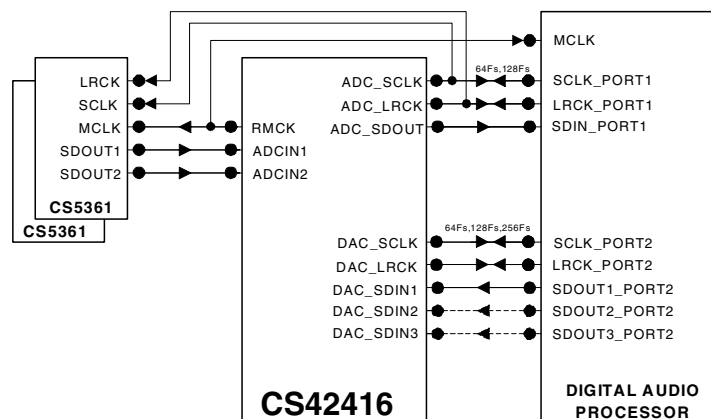 MCLK
64Fs,128Fs
LRCK
SCLK
MCLK
SDOUT1
SDOUT2
CS5361
CS5361
RMCK
ADCIN1
ADCIN2
ADC_SCLK
ADC_LRCK
ADC_SDOUT
SCLK_PORT1
LRCK_PORT1
SDIN_PORT1
64Fs,128Fs,256Fs
DAC_SCLK
DAC_LRCK
DAC_SDIN1
DAC_SDIN2
DAC_SDIN3
SCLK_PORT2
LRCK_PORT2
SDOUT1_PORT2
SDOUT2_PORT2
SDOUT3_PORT2
CS42416
DIGITAL AUDIO
PROCESSOR